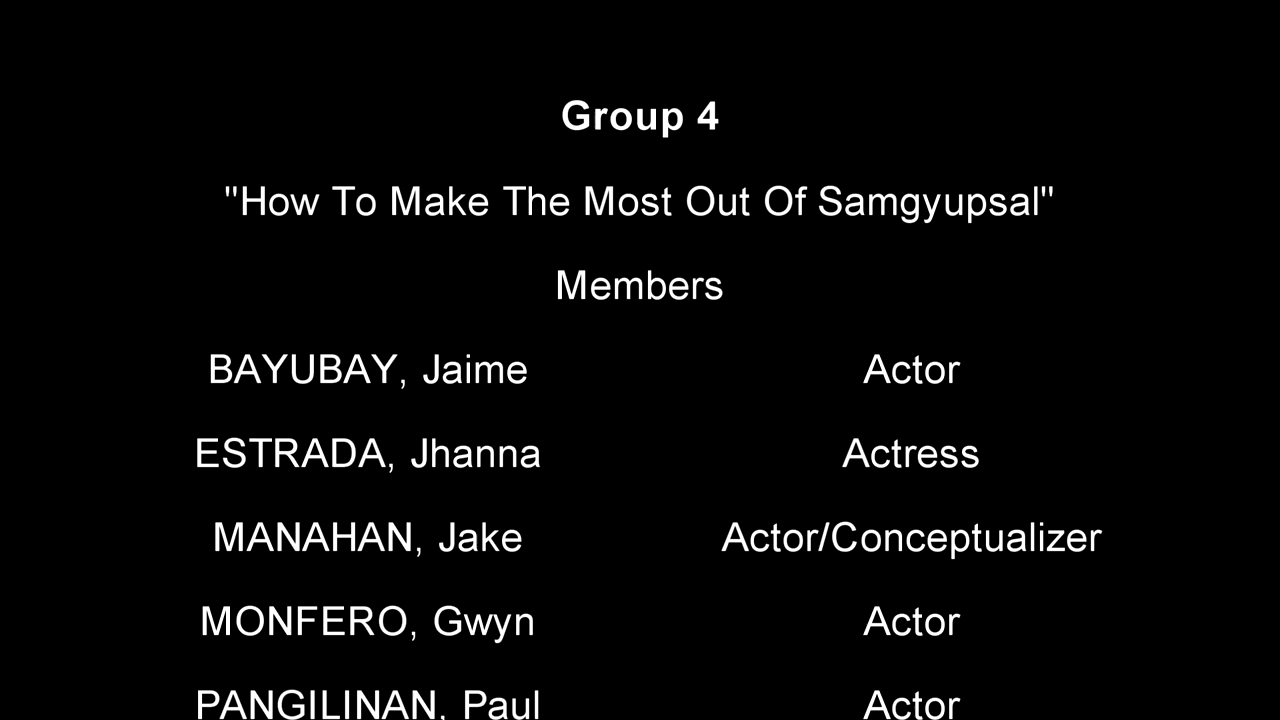 Group 4
"How To Make The Most Out Of Samgyupsal"
Members
BAYUBAY, Jaime Actor
ESTRADA, Jhanna Actress
MANAHAN, Jake Actor/Conceptualizer
MONFERO, Gwyn Actor
PANGILINAN, Paul Actor